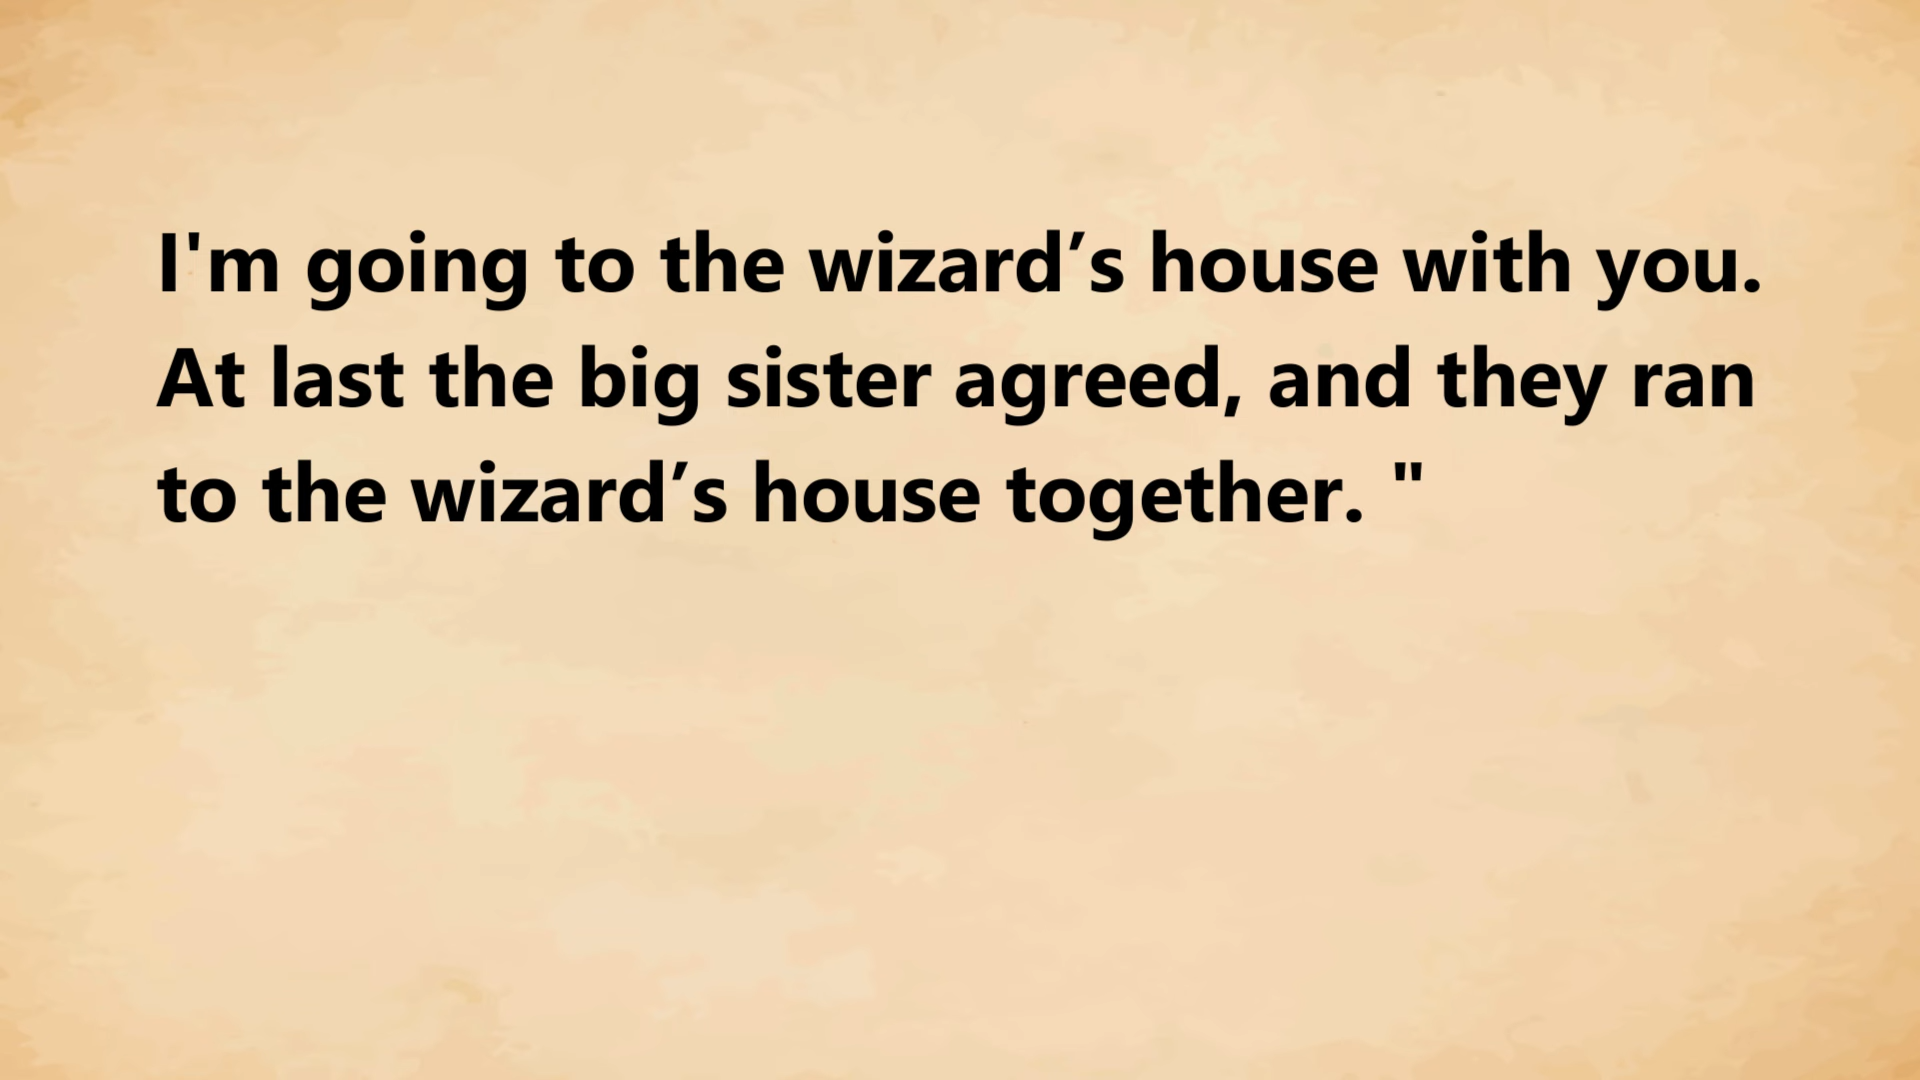 I'm going to the wizard’s house with you.
At last the big sister agreed, and they ran
to the wizard’s house together. "